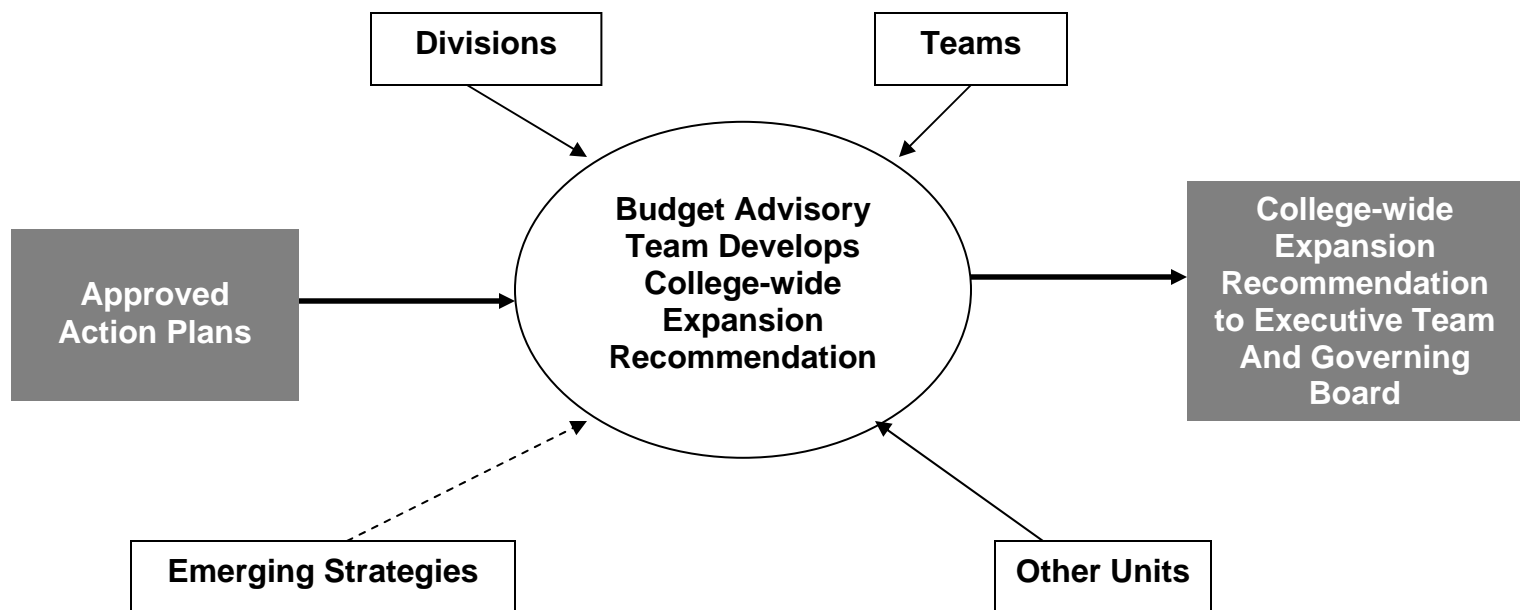 Divisions
Teams
Approved
Action Plans
Budget Advisory
Team Develops
College-wide
Expansion
Recommendation
College-wide
Expansion
Recommendation
to Executive Team
And Governing
Board
Emerging Strategies
Other Units